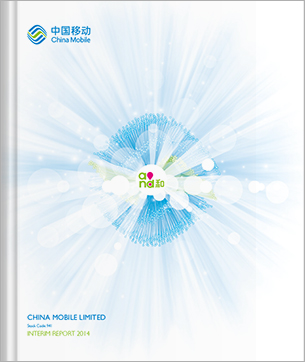 中国移动
China Mobile
and和
CHINA MOBILE LIMITED
Stock Code: 941
INTERIM REPORT 2014